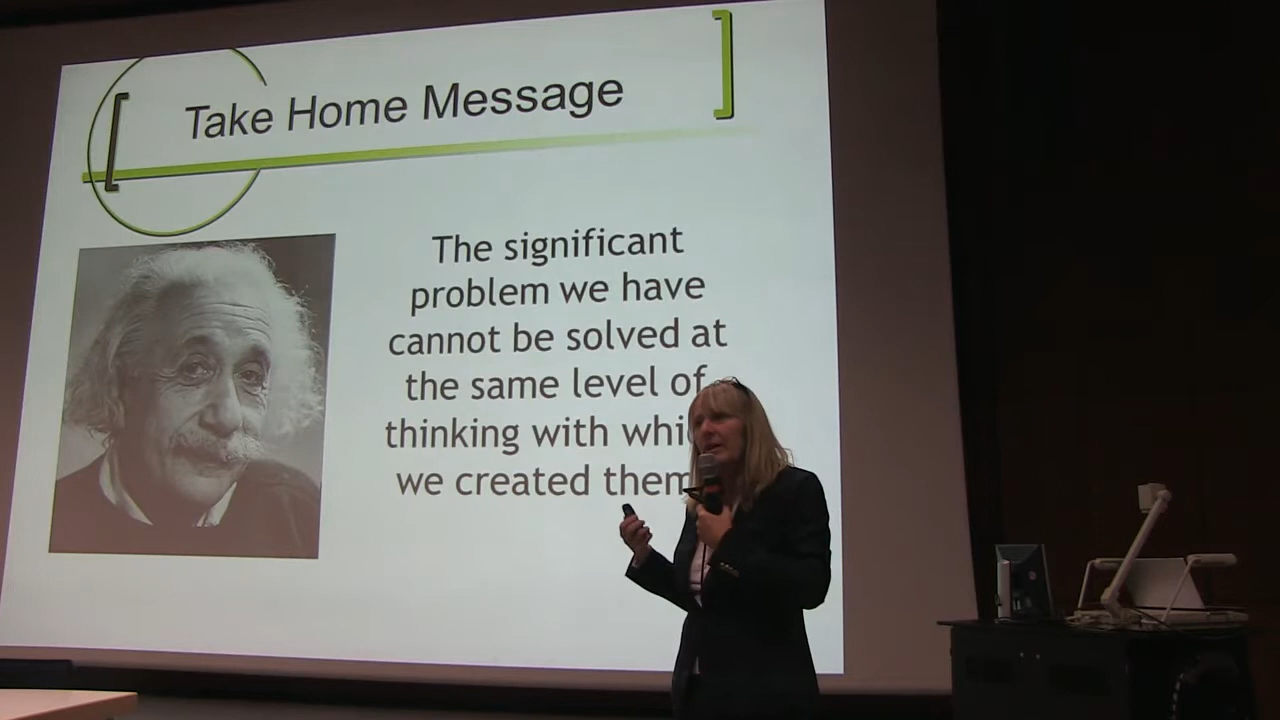 Take Home Message
The significant
problem we have
cannot be solved at
the same level of
thinking with
we created them